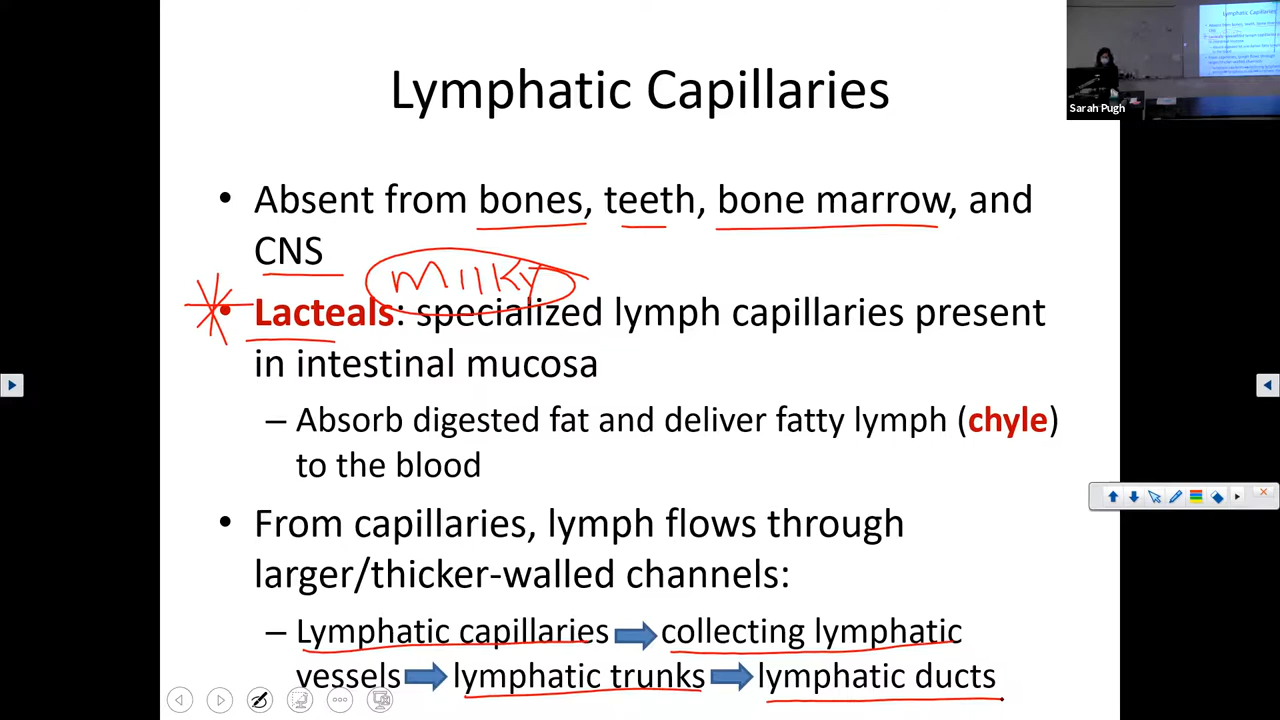 Lymphatic Capillaries
• Absent from bones, teeth, bone marrow, and
CNS
milky
• Lacteals: specialized lymph capillaries present
in intestinal mucosa
– Absorb digested fat and deliver fatty lymph (chyle)
to the blood
• From capillaries, lymph flows through
larger/thicker-walled channels:
– Lymphatic capillaries collecting lymphatic
vessels lymphatic trunks lymphatic ducts
Lymphatic Capillaries
Sarah Pugh